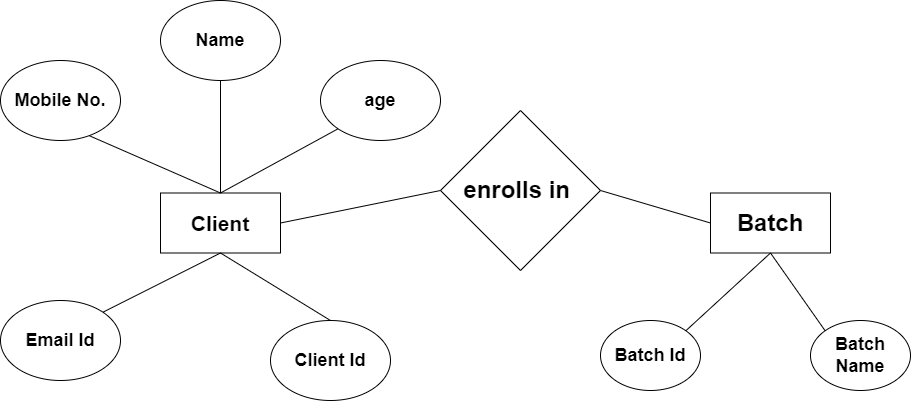 Name
Mobile No.
age
enrolls in
Client
Batch
Email Id
Client Id
Batch Id
Batch
Name